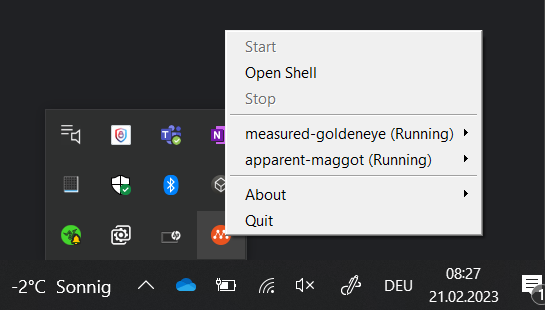 Start
Open Shell
Stop
measured-goldeneye (Running)
apparent-maggot (Running)
About
Quit
-2°C Sonnig
DEU
08:27
21.02.2023
1